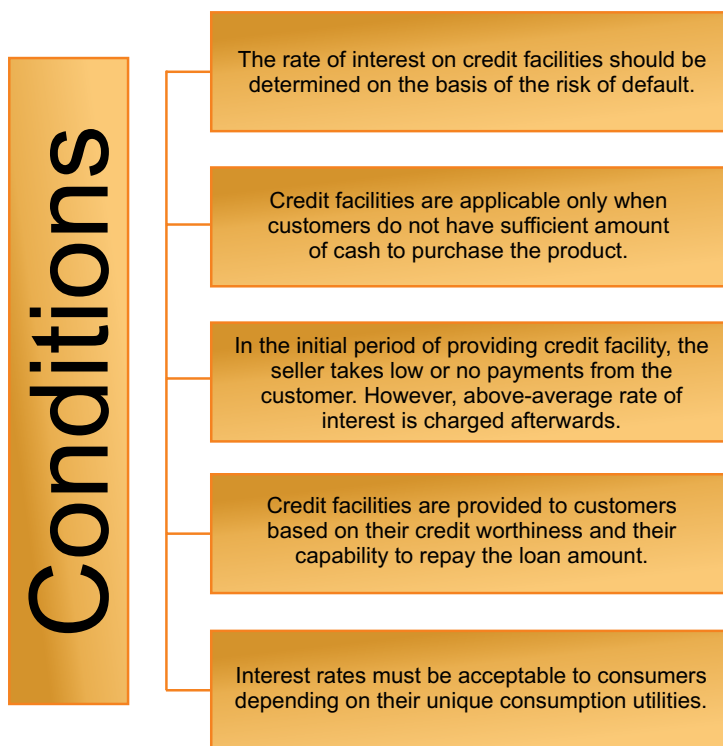 Conditions
The rate of interest on credit facilities should be
determined on the basis of the risk of default.
Credit facilities are applicable only when
customers do not have sufficient amount
of cash to purchase the product.
In the initial period of providing credit facility, the
seller takes low or no payments from the
customer. However, above-average rate of
interest is charged afterwards.
Credit facilities are provided to customers
based on their credit worthiness and their
capability to repay the loan amount.
Interest rates must be acceptable to consumers
depending on their unique consumption utilities.